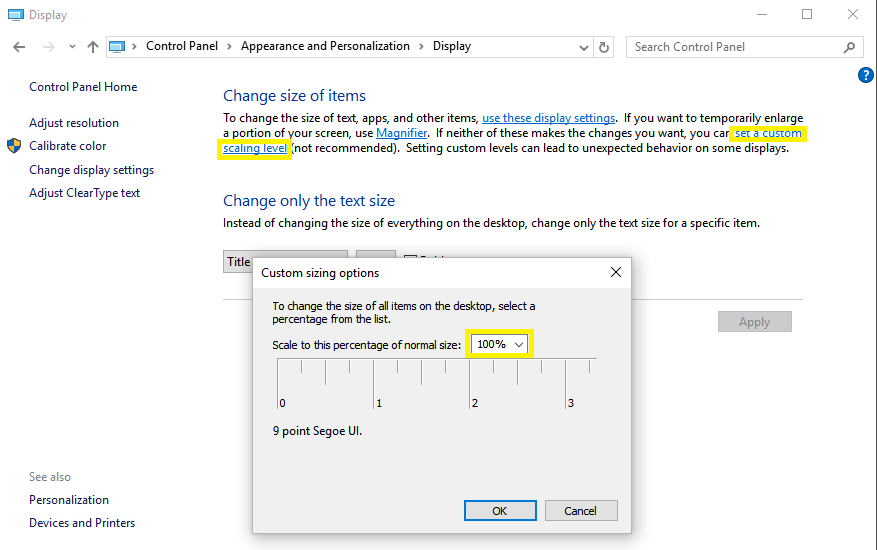 Display
Control Panel > Appearance and Personalization > Display
Search Control Panel
?
Control Panel Home
Adjust resolution
Calibrate color
Change display settings
Adjust ClearType text
Change size of items
To change the size of text, apps, and other items, use these display settings. If you want to temporarily enlarge
a portion of your screen, use Magnifier. If neither of these makes the changes you want, you can set a custom
scaling level (not recommended). Setting custom levels can lead to unexpected behavior on some displays.
Change only the text size
Instead of changing the size of everything on the desktop, change only the text size for a specific item.
Title
Apply
Custom sizing options
To change the size of all items on the desktop, select a
percentage from the list.
Scale to this percentage of normal size: 100%
0 1 2 3
9 point Segoe UI.
OK Cancel
See also
Personalization
Devices and Printers